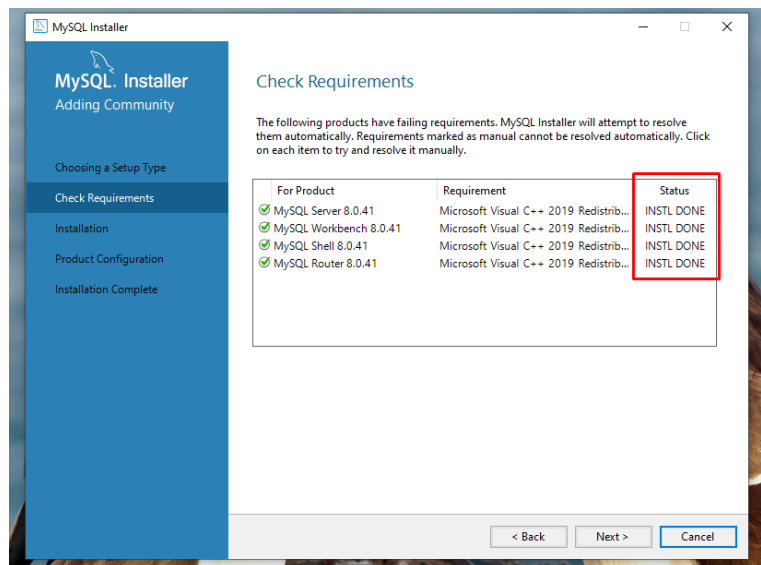 MySQL Installer
MySQL. Installer
Adding Community
Choosing a Setup Type
Check Requirements
Installation
Product Configuration
Installation Complete
Check Requirements
The following products have failing requirements. MySQL Installer will attempt to resolve
them automatically. Requirements marked as manual cannot be resolved automatically. Click
on each item to try and resolve it manually.
For Product Requirement Status
MySQL Server 8.0.41 Microsoft Visual C++ 2019 Redistrib... INSTL DONE
MySQL Workbench 8.0.41 Microsoft Visual C++ 2019 Redistrib... INSTL DONE
MySQL Shell 8.0.41 Microsoft Visual C++ 2019 Redistrib... INSTL DONE
MySQL Router 8.0.41 Microsoft Visual C++ 2019 Redistrib... INSTL DONE
< Back Next > Cancel